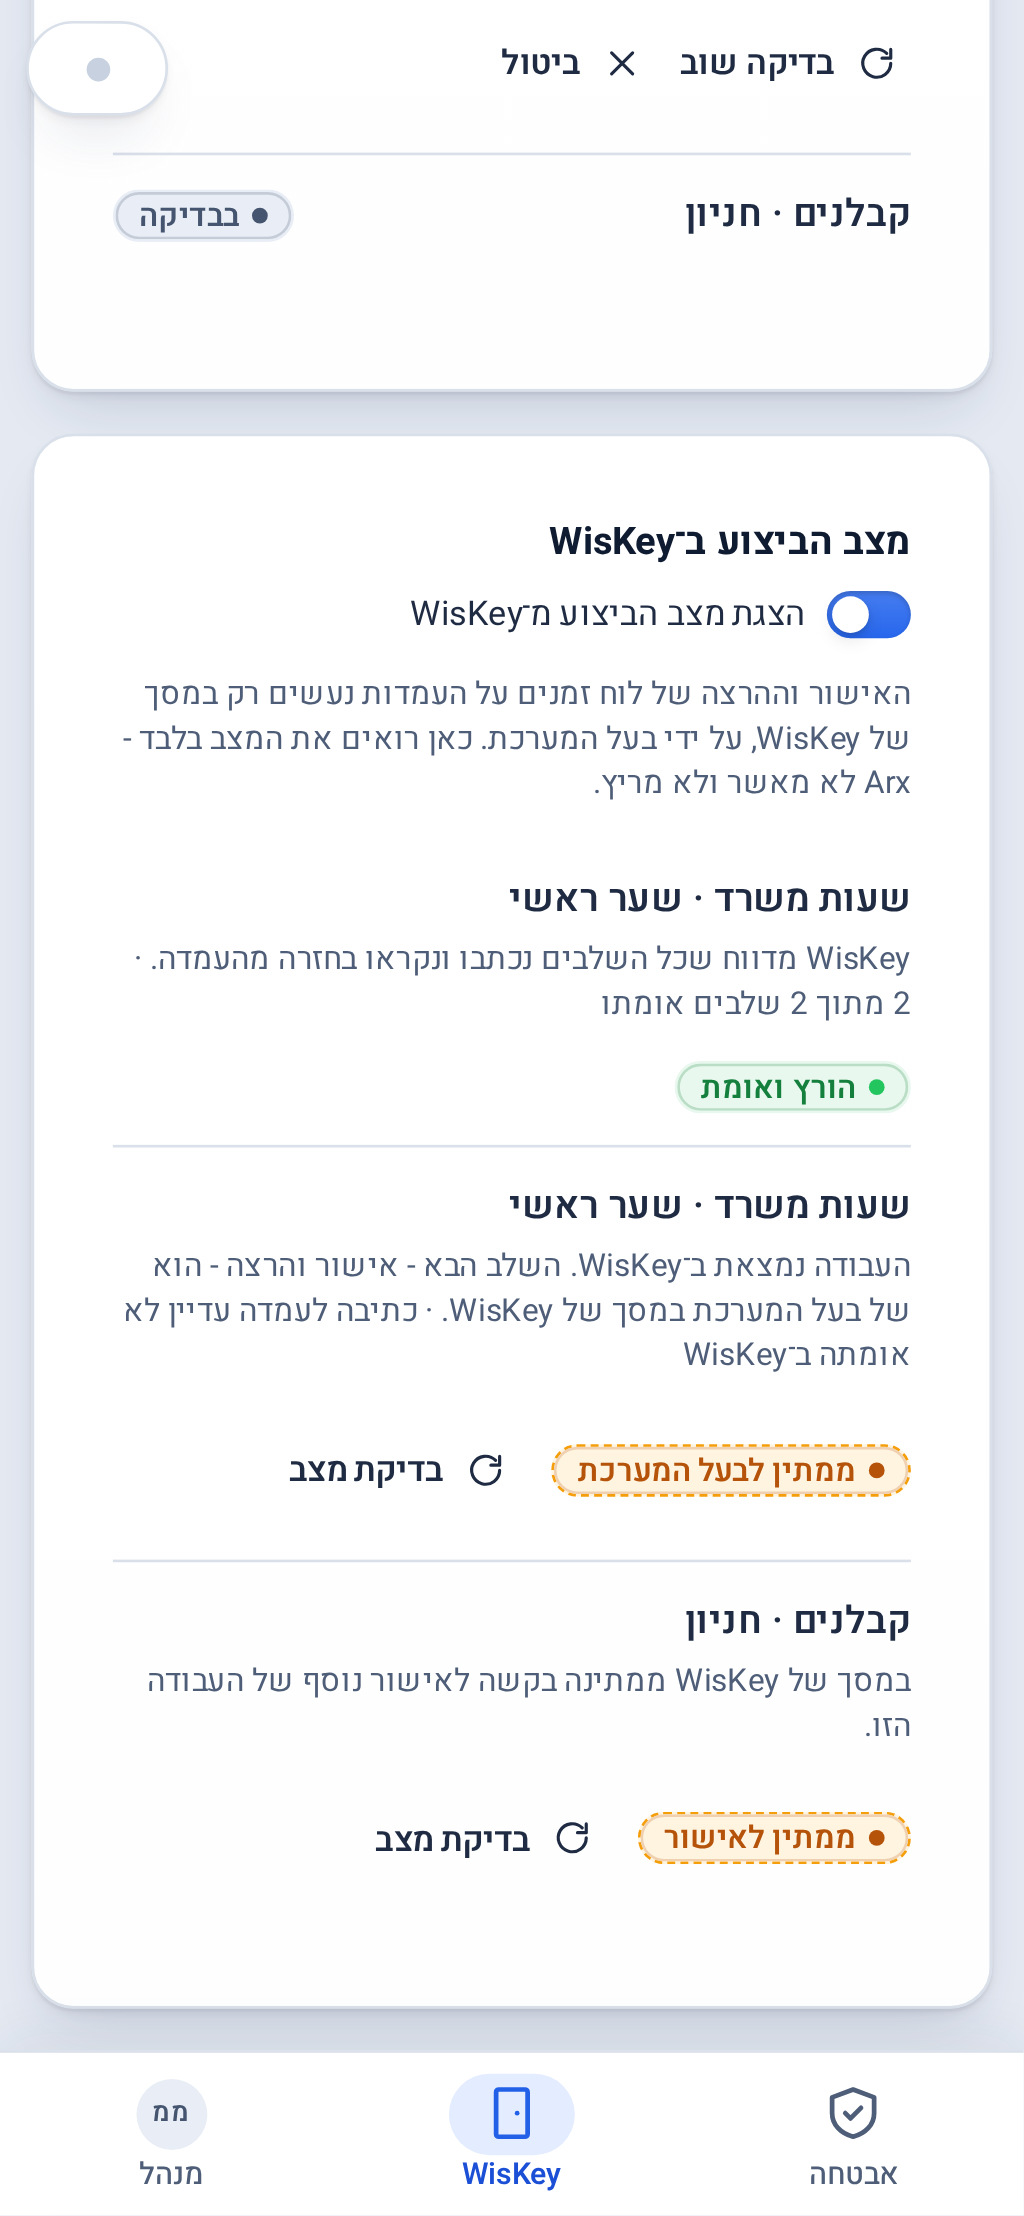 בדיקה שוב
ביטול
קבלנים · חניון
בבדיקה
מצב הביצוע ב־WisKey
הצגת מצב הביצוע מ־WisKey
האישור וההרצה של לוח זמנים על העמדות נעשים רק במסך
של WisKey, על ידי בעל המערכת. כאן רואים את המצב בלבד -
Arx לא מאשר ולא מריץ.
שעות משרד · שער ראשי
WisKey מדווח שכל השלבים נכתבו ונקראו בחזרה מהעמדה. ·
2 מתוך 2 שלבים אומתו
הורץ ואומת
שעות משרד · שער ראשי
העבודה נמצאת ב־WisKey. השלב הבא - אישור והרצה - הוא
של בעל המערכת במסך של WisKey. · כתיבה לעמדה עדיין לא
אומתה ב־WisKey
ממתין לבעל המערכת
בדיקת מצב
קבלנים · חניון
במסך של WisKey ממתינה בקשה לאישור נוסף של העבודה
הזו.
ממתין לאישור
בדיקת מצב
אבטחה
WisKey
ממ
מנהל